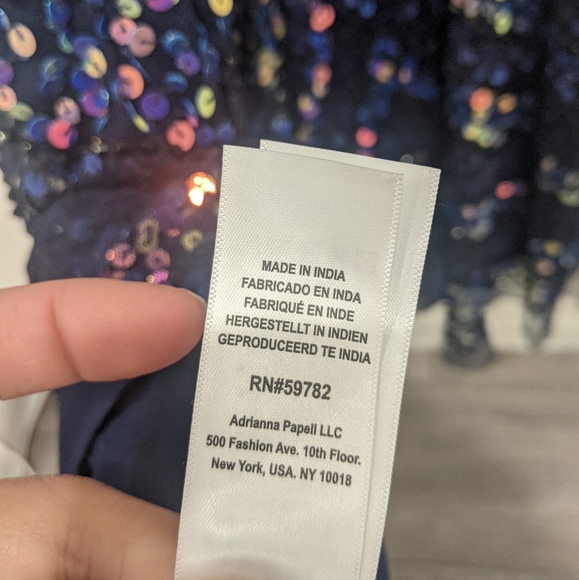 MADE IN INDIA
FABRICADO EN INDA
FABRIQUÉ EN INDE
HERGESTELLT IN INDIEN
GEPRODUCEERD TE INDIA
RN#59782
Adrianna Papell LLC
500 Fashion Ave. 10th Floor.
New York, USA. NY 10018